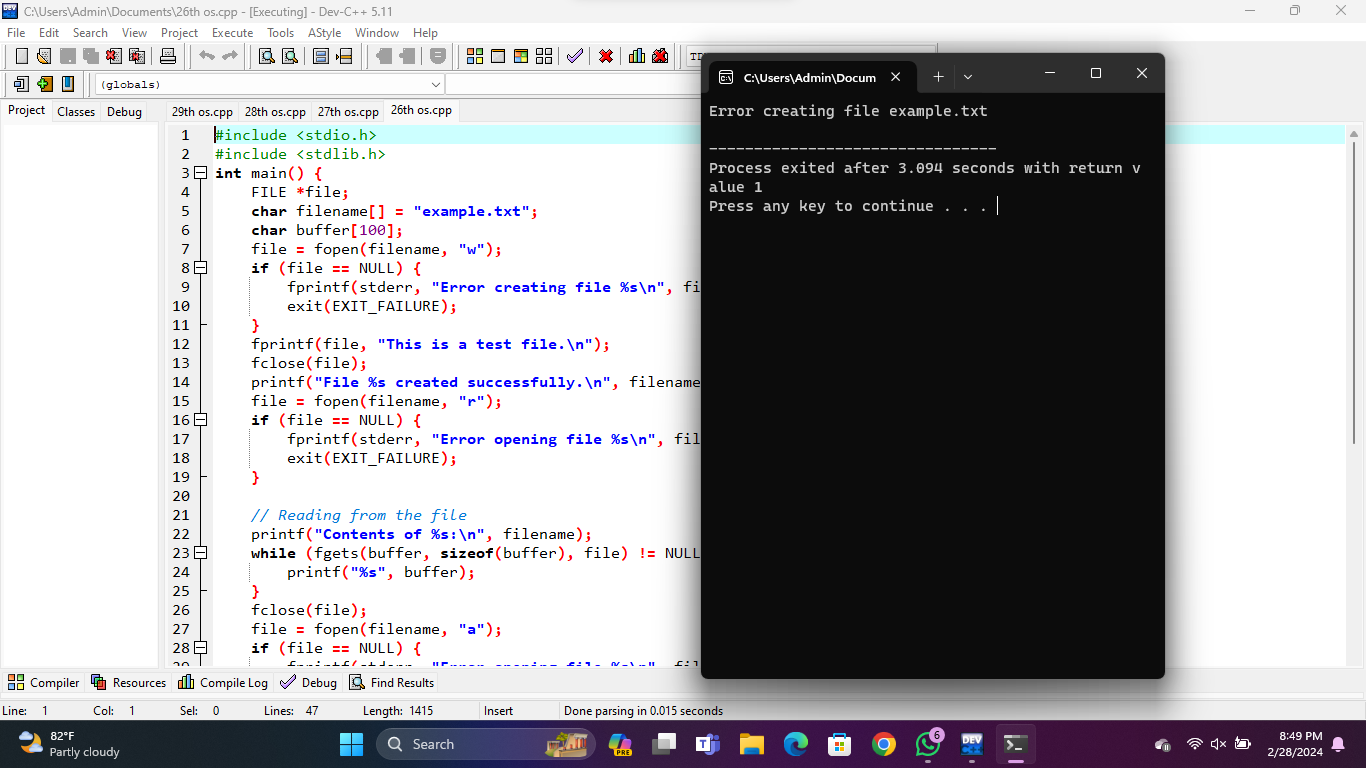 C:\Users\Admin\Documents\26th os.cpp - [Executing] - Dev-C++ 5.11
File Edit Search View Project Execute Tools AStyle Window Help
(globals)
Project Classes Debug
29th os.cpp 28th os.cpp 27th os.cpp 26th os.cpp
1 #include <stdio.h>
2 #include <stdlib.h>
3 int main() {
4 FILE *file;
5 char filename[] = "example.txt";
6 char buffer[100];
7 file = fopen(filename, "w");
8 if (file == NULL) {
9 fprintf(stderr, "Error creating file %s\n", fi
10 exit(EXIT_FAILURE);
11 }
12 fprintf(file, "This is a test file.\n");
13 fclose(file);
14 printf("File %s created successfully.\n", filename
15 file = fopen(filename, "r");
16 if (file == NULL) {
17 fprintf(stderr, "Error opening file %s\n", fil
18 exit(EXIT_FAILURE);
19 }
20
21 // Reading from the file
22 printf("Contents of %s:\n", filename);
23 while (fgets(buffer, sizeof(buffer), file) != NULL
24 printf("%s", buffer);
25 }
26 fclose(file);
27 file = fopen(filename, "a");
28 if (file == NULL) {
C:\Users\Admin\Docum
Error creating file example.txt
--------------------------------
Process exited after 3.094 seconds with return v
alue 1
Press any key to continue . . .
Compiler Resources Compile Log Debug Find Results
Line: 1 Col: 1 Sel: 0 Lines: 47 Length: 1415 Insert Done parsing in 0.015 seconds
82°F
Partly cloudy
Search
PRE
6
DEV
8:49 PM
2/28/2024